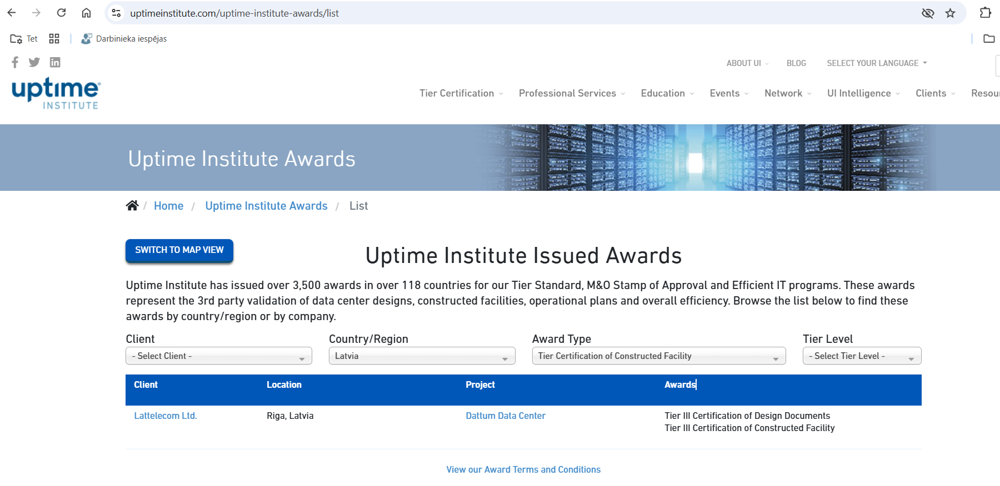 uptimeinstitute.com/uptime-institute-awards/list
Tet
Darbinieka iespējas
ABOUT UI
BLOG
SELECT YOUR LANGUAGE
uptime
INSTITUTE
Tier Certification
Professional Services
Education
Events
Network
UI Intelligence
Clients
Resou
Uptime Institute Awards
/ Home / Uptime Institute Awards / List
SWITCH TO MAP VIEW
Uptime Institute Issued Awards
Uptime Institute has issued over 3,500 awards in over 118 countries for our Tier Standard, M&O Stamp of Approval and Efficient IT programs. These awards
represent the 3rd party validation of data center designs, constructed facilities, operational plans and overall efficiency. Browse the list below to find these
awards by country/region or by company.
Client Country/Region Award Type Tier Level
- Select Client - Latvia Tier Certification of Constructed Facility - Select Tier Level -
Client Location Project Awards
Lattelecom Ltd. Riga, Latvia Dattum Data Center Tier III Certification of Design Documents
Tier III Certification of Constructed Facility
View our Award Terms and Conditions